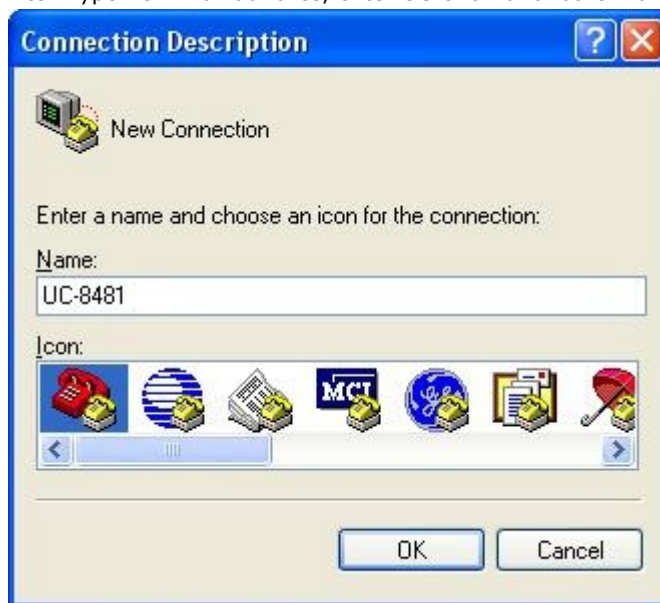 Connection Description
New Connection
Enter a name and choose an icon for the connection:
Name:
UC-8481
Icon:
MCI
OK
Cancel